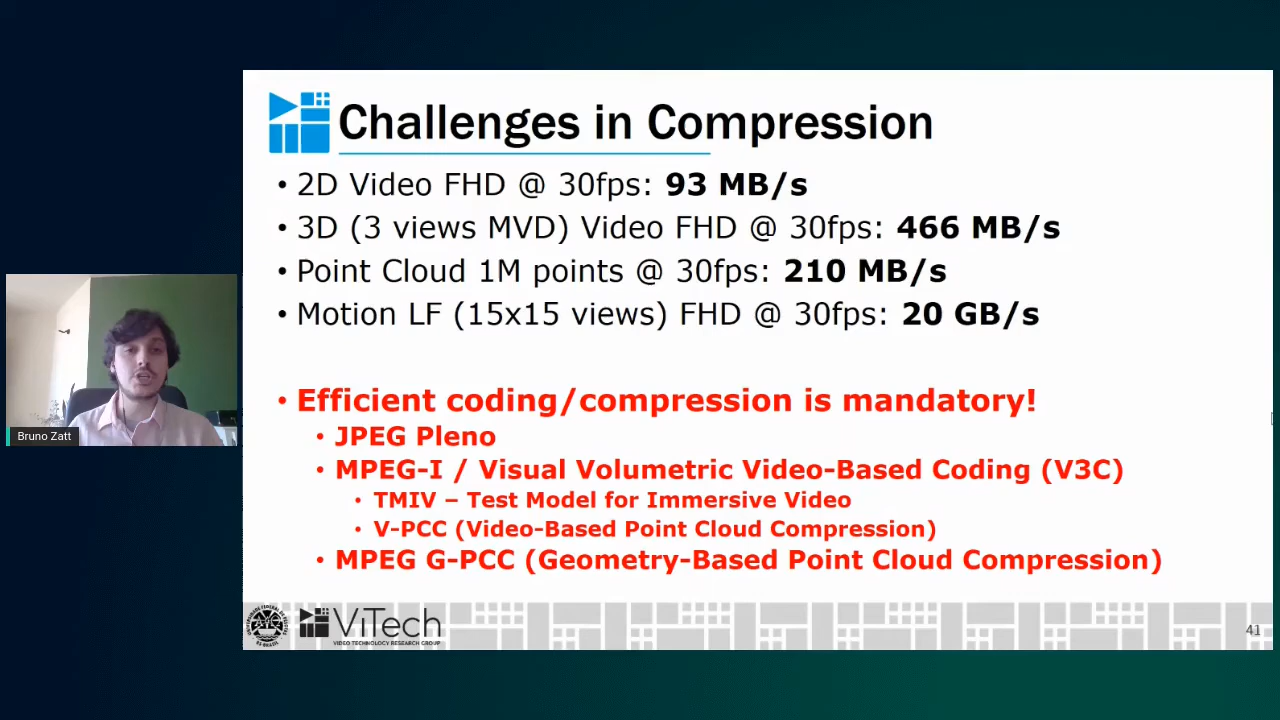 Challenges in Compression
• 2D Video FHD @ 30fps: 93 MB/s
• 3D (3 views MVD) Video FHD @ 30fps: 466 MB/s
• Point Cloud 1M points @ 30fps: 210 MB/s
• Motion LF (15x15 views) FHD @ 30fps: 20 GB/s
• Efficient coding/compression is mandatory!
• JPEG Pleno
• MPEG-I / Visual Volumetric Video-Based Coding (V3C)
• TMIV – Test Model for Immersive Video
• V-PCC (Video-Based Point Cloud Compression)
• MPEG G-PCC (Geometry-Based Point Cloud Compression)
Bruno Zatt
ViTech
VIDEO TECHNOLOGY RESEARCH GROUP
41